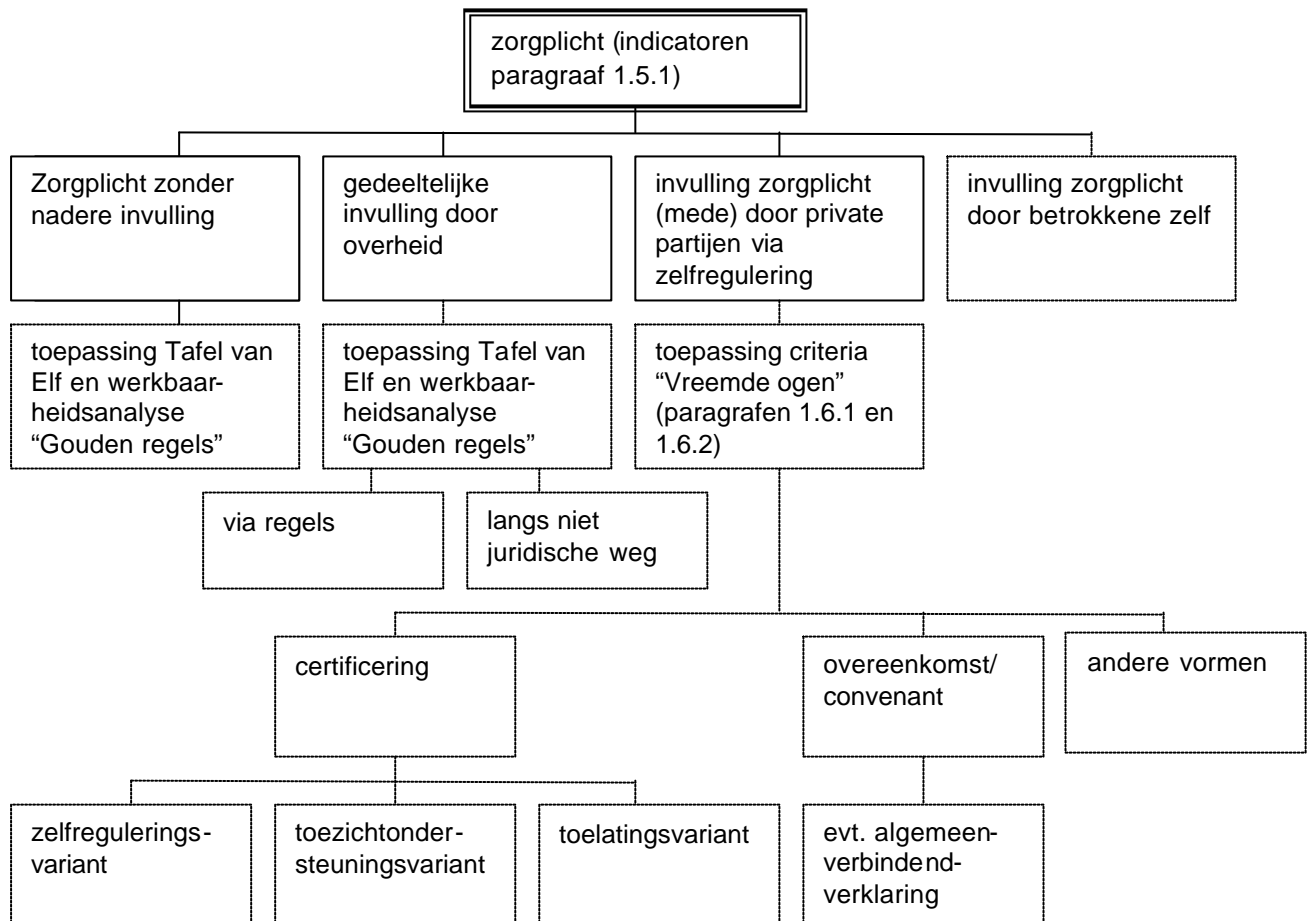 zorgplicht (indicatoren
paragraaf 1.5.1)
Zorgplicht zonder
nadere invulling
gedeeltelijke
invulling door
overheid
invulling zorgplicht
(mede) door private
partijen via
zelfregulering
invulling zorgplicht
door betrokkene zelf
toepassing Tafel van
Elf en werkbaar-
heidsanalyse
“Gouden regels”
toepassing Tafel van
Elf en werkbaar-
heidsanalyse
“Gouden regels”
toepassing criteria
“Vreemde ogen”
(paragrafen 1.6.1 en
1.6.2)
via regels
langs niet
juridische weg
certificering
overeenkomst/
convenant
andere vormen
zelfregulerings-
variant
toezichtonder-
steuningsvariant
toelatingsvariant
evt. algemeen-
verbindend-
verklaring